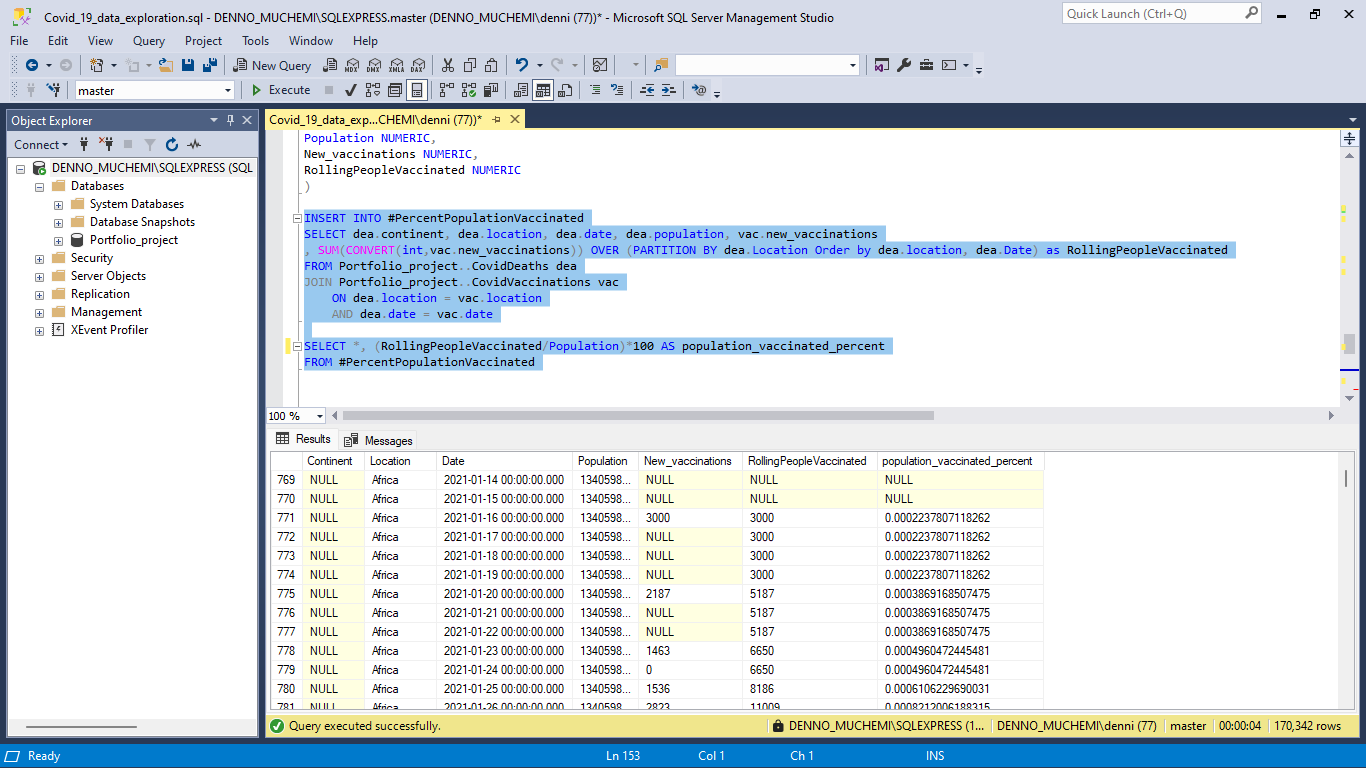 Covid_19_data_exploration.sql - DENNO_MUCHEMI\SQLEXPRESS.master (DENNO_MUCHEMI\denni (77))* - Microsoft SQL Server Management Studio
Quick Launch (Ctrl+Q)
File Edit View Query Project Tools Window Help
New Query MDX DMX XMLA DAX
master Execute
Object Explorer
Connect
DENNO_MUCHEMI\SQLEXPRESS (SQL
Databases
System Databases
Database Snapshots
Portfolio_project
Security
Server Objects
Replication
Management
XEvent Profiler
Covid_19_data_exp...CHEMI\denni (77))*
Population NUMERIC,
New_vaccinations NUMERIC,
RollingPeopleVaccinated NUMERIC
)
INSERT INTO #PercentPopulationVaccinated
SELECT dea.continent, dea.location, dea.date, dea.population, vac.new_vaccinations
, SUM(CONVERT(int,vac.new_vaccinations)) OVER (PARTITION BY dea.Location Order by dea.location, dea.Date) as RollingPeopleVaccinated
FROM Portfolio_project..CovidDeaths dea
JOIN Portfolio_project..CovidVaccinations vac
ON dea.location = vac.location
AND dea.date = vac.date
SELECT *, (RollingPeopleVaccinated/Population)*100 AS population_vaccinated_percent
FROM #PercentPopulationVaccinated
100 %
Results Messages
Continent Location Date Population New_vaccinations RollingPeopleVaccinated population_vaccinated_percent
769 NULL Africa 2021-01-14 00:00:00.000 1340598... NULL NULL NULL
770 NULL Africa 2021-01-15 00:00:00.000 1340598... NULL NULL NULL
771 NULL Africa 2021-01-16 00:00:00.000 1340598... 3000 3000 0.0002237807118262
772 NULL Africa 2021-01-17 00:00:00.000 1340598... NULL 3000 0.0002237807118262
773 NULL Africa 2021-01-18 00:00:00.000 1340598... NULL 3000 0.0002237807118262
774 NULL Africa 2021-01-19 00:00:00.000 1340598... NULL 3000 0.0002237807118262
775 NULL Africa 2021-01-20 00:00:00.000 1340598... 2187 5187 0.0003869168507475
776 NULL Africa 2021-01-21 00:00:00.000 1340598... NULL 5187 0.0003869168507475
777 NULL Africa 2021-01-22 00:00:00.000 1340598... NULL 5187 0.0003869168507475
778 NULL Africa 2021-01-23 00:00:00.000 1340598... 1463 6650 0.0004960472445481
779 NULL Africa 2021-01-24 00:00:00.000 1340598... 0 6650 0.0004960472445481
780 NULL Africa 2021-01-25 00:00:00.000 1340598... 1536 8186 0.0006106229690031
781 NULL Africa 2021-01-26 00:00:00.000 1340598... 2823 11009 0.0008212006188315
Query executed successfully. DENNO_MUCHEMI\SQLEXPRESS (1... DENNO_MUCHEMI\denni (77) master 00:00:04 170,342 rows
Ready Ln 153 Col 1 Ch 1 INS